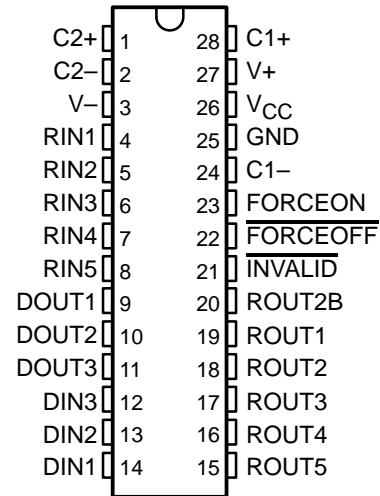 C2+ 1 28 C1+
C2– 2 27 V+
V– 3 26 VCC
RIN1 4 25 GND
RIN2 5 24 C1–
RIN3 6 23 FORCEON
RIN4 7 22 FORCEOFF
RIN5 8 21 INVALID
DOUT1 9 20 ROUT2B
DOUT2 10 19 ROUT1
DOUT3 11 18 ROUT2
DIN3 12 17 ROUT3
DIN2 13 16 ROUT4
DIN1 14 15 ROUT5